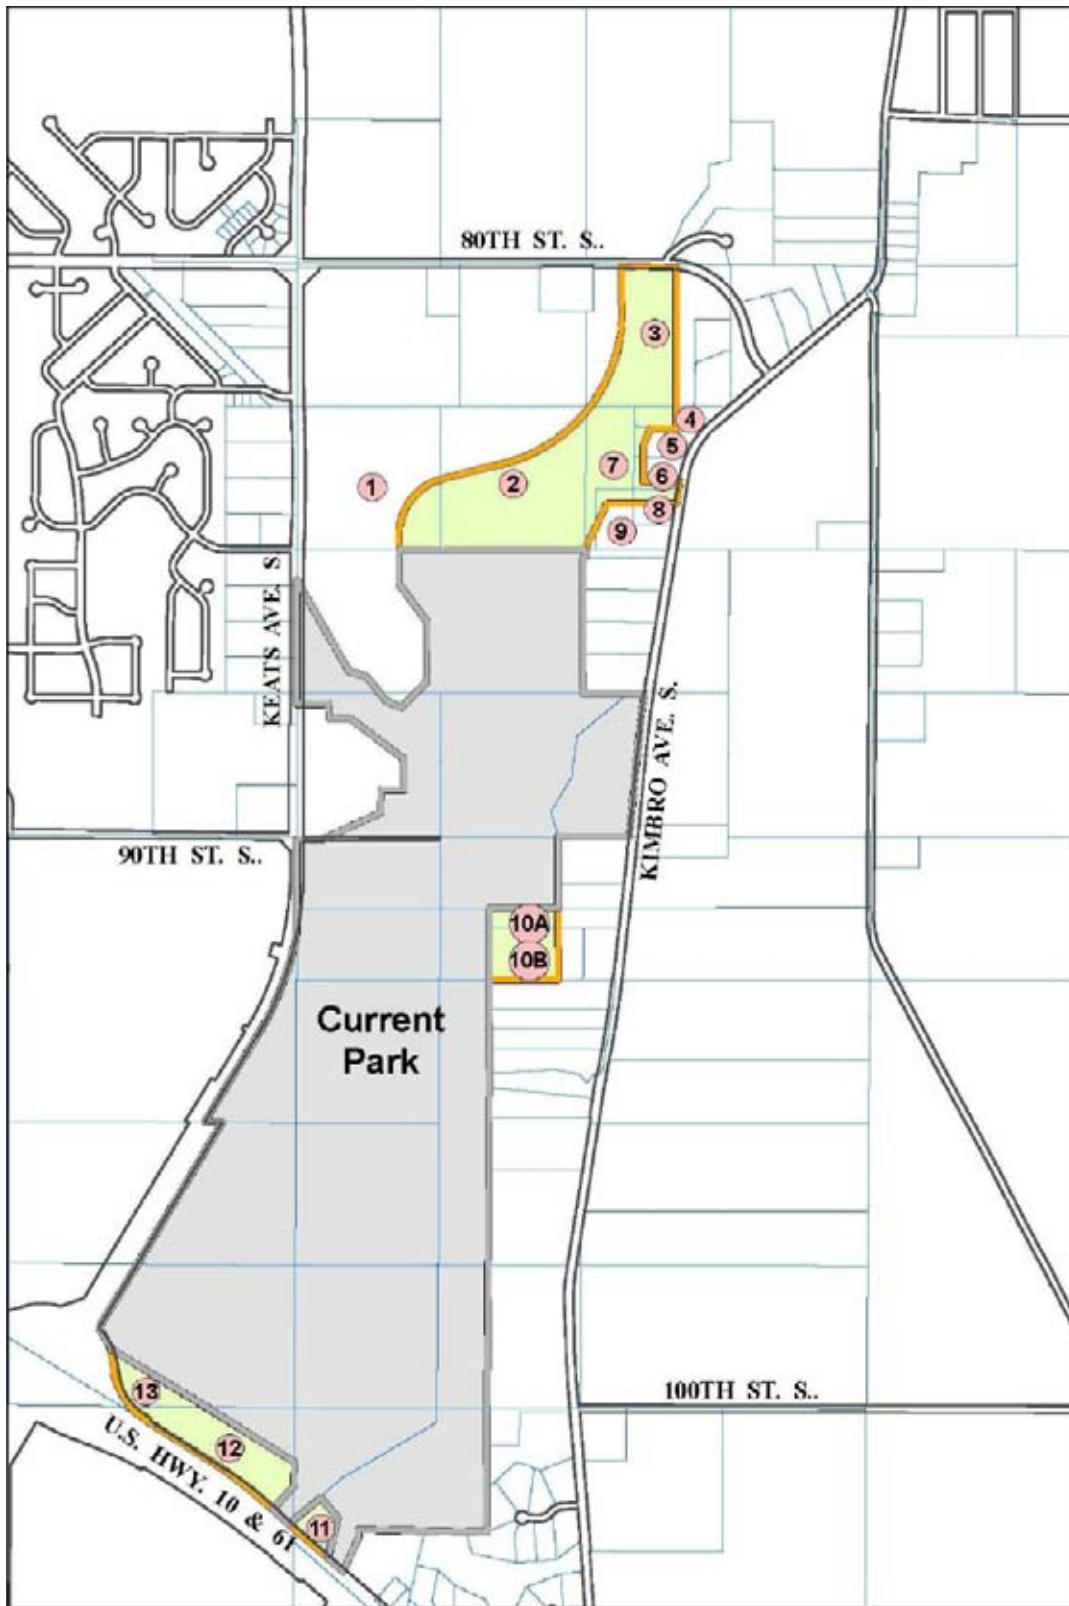 80TH ST. S..
3
4
5
7
6
1
2
8
9
KEATS AVE. S
KIMBRO AVE. S.
90TH ST. S..
10A
10B
Current
Park
100TH ST. S..
13
12
U.S. HWY. 10 & 61
11